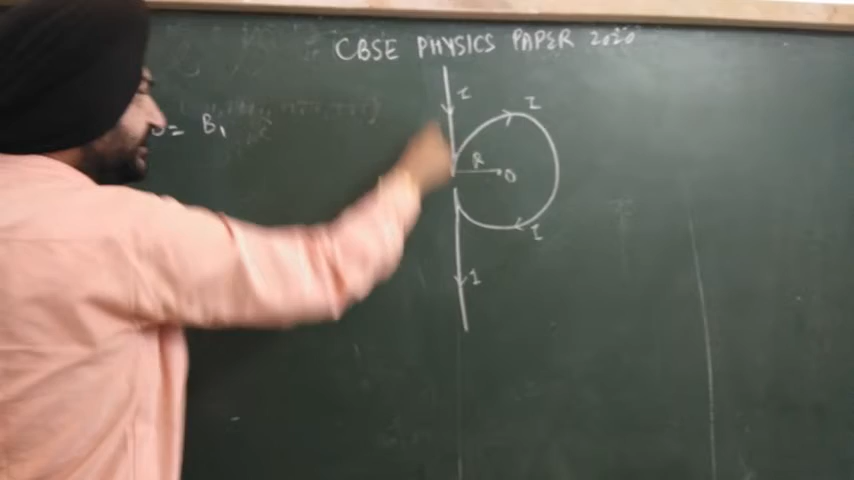 CBSE PHYSICS PAPER 2020
I
I
= B1
R
O
I
I